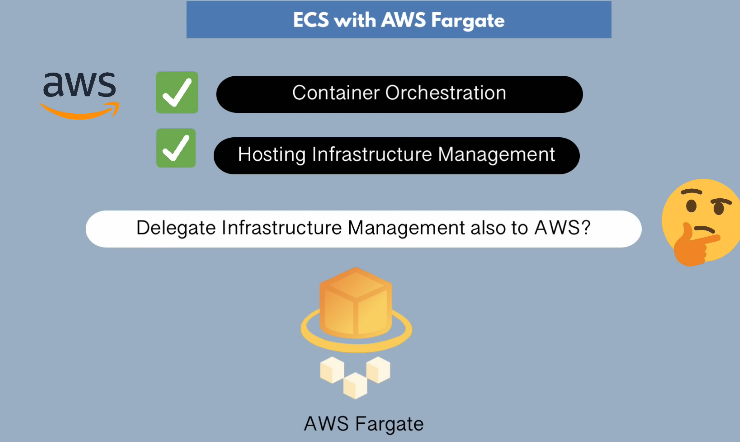 ECS with AWS Fargate
aws
Container Orchestration
Hosting Infrastructure Management
Delegate Infrastructure Management also to AWS?
AWS Fargate